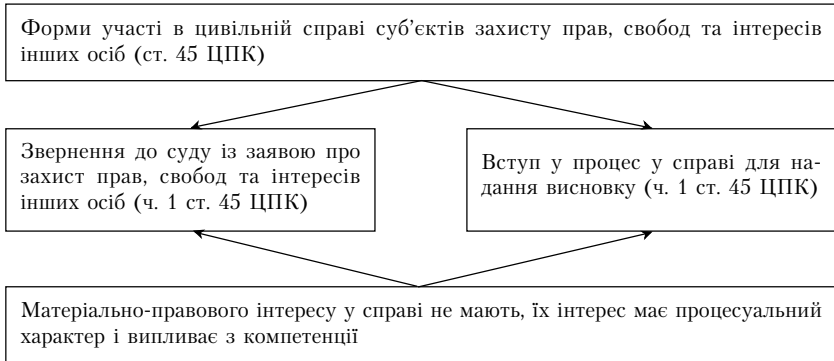 Форми участі в цивільній справі суб’єктів захисту прав, свобод та інтересів
інших осіб (ст. 45 ЦПК)
Звернення до суду із заявою про
захист прав, свобод та інтересів
інших осіб (ч. 1 ст. 45 ЦПК)
Вступ у процес у справі для на-
дання висновку (ч. 1 ст. 45 ЦПК)
Матеріально-правового інтересу у справі не мають, їх інтерес має процесуальний
характер і випливає з компетенції